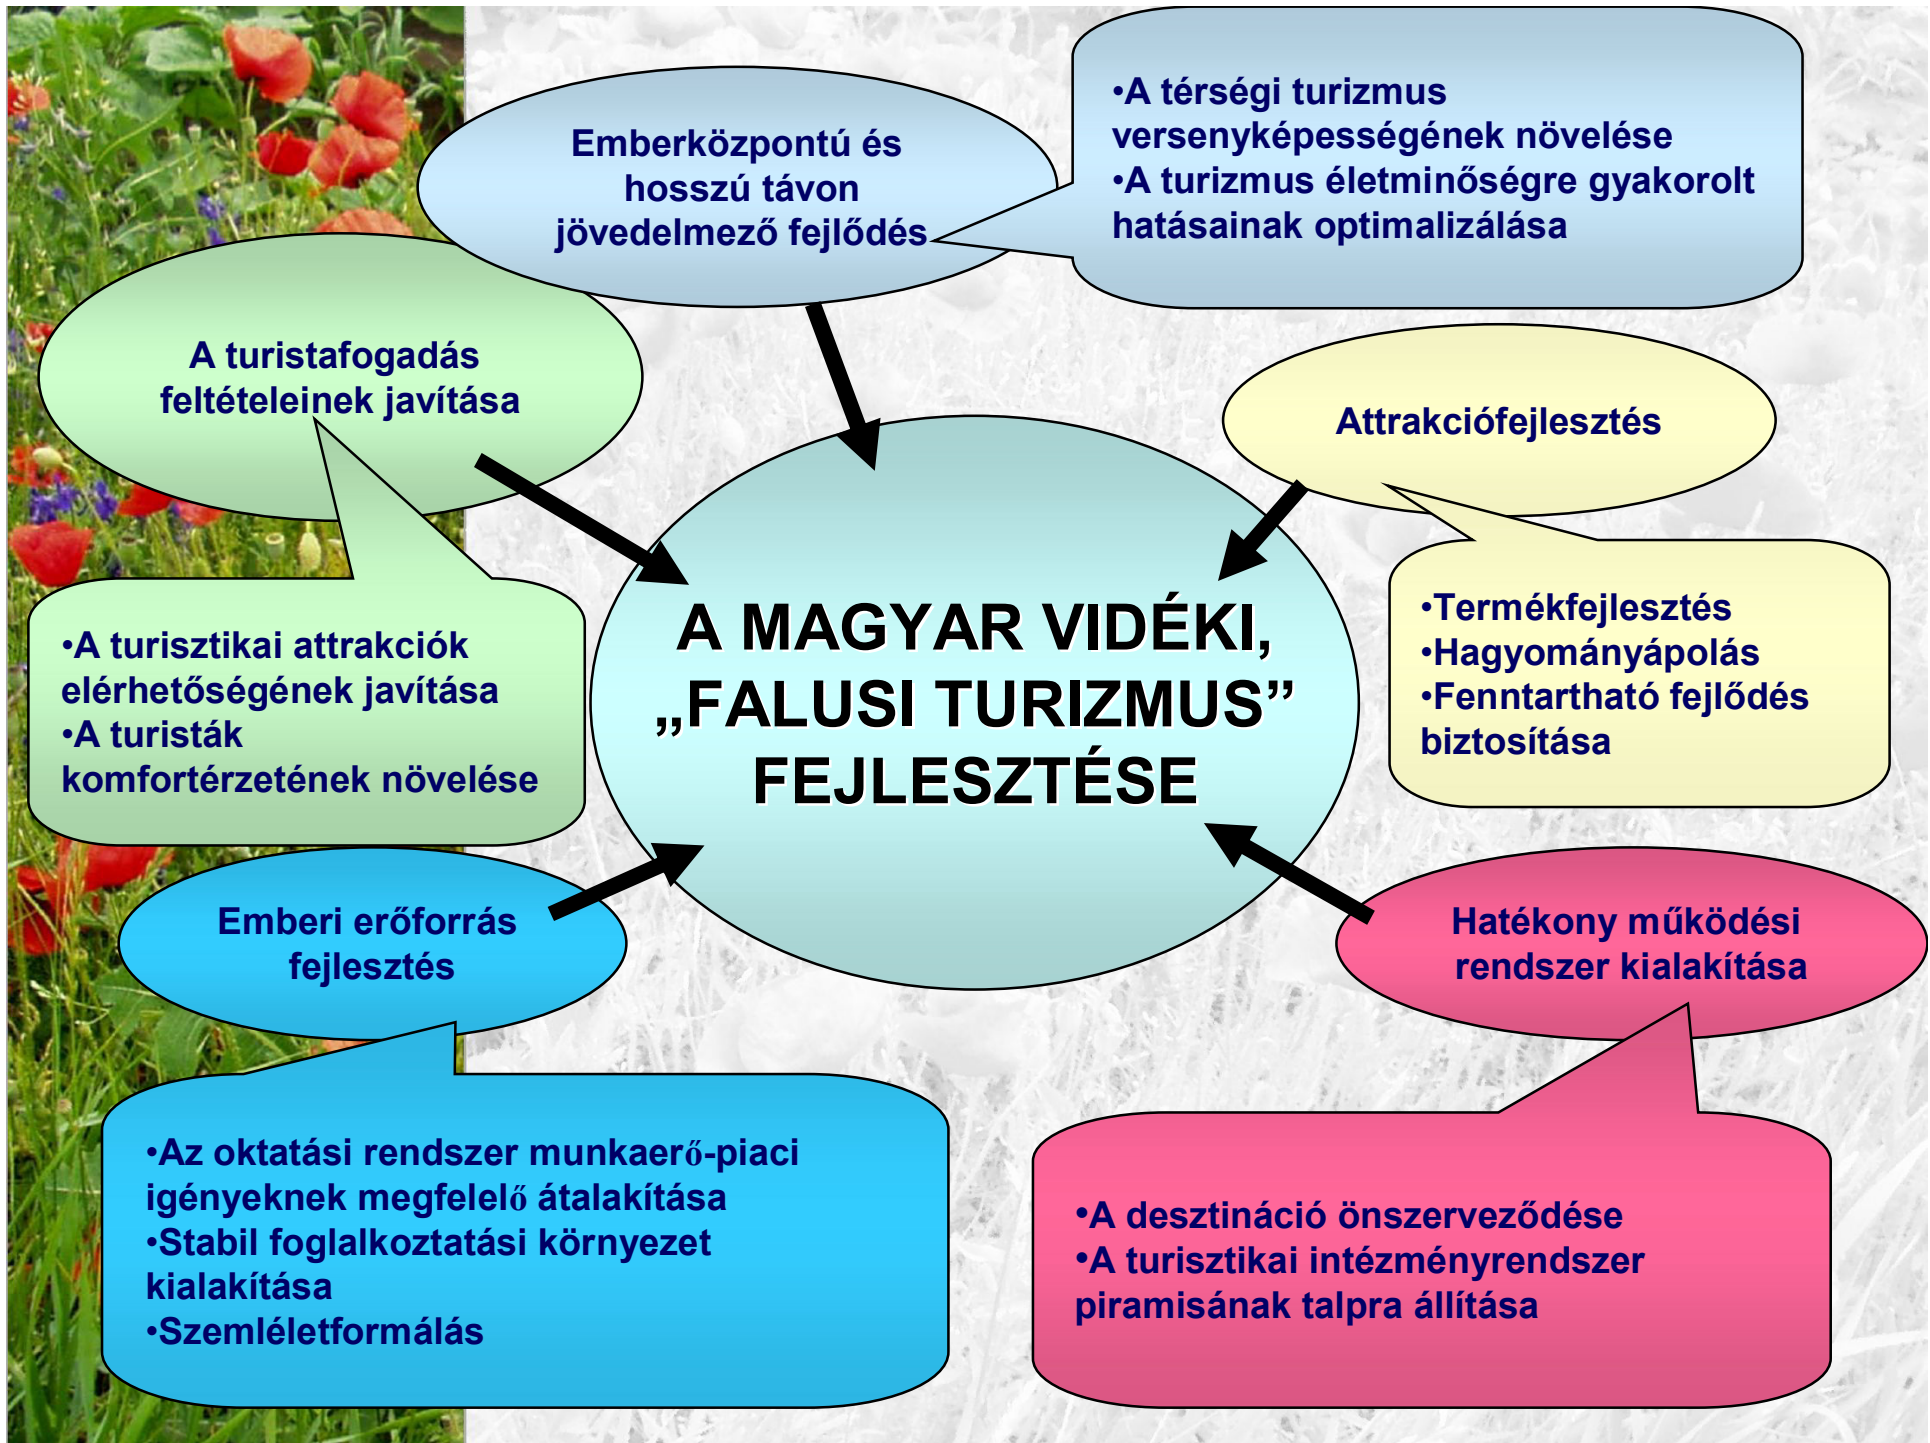 Emberközpontú és
hosszú távon
jövedelmező fejlődés
•A térségi turizmus
versenyképességének növelése
•A turizmus életminőségre gyakorolt
hatásainak optimalizálása
A turistafogadás
feltételeinek javítása
•A turisztikai attrakciók
elérhetőségének javítása
•A turisták
komfortérzetének növelése
Attrakciófejlesztés
•Termékfejlesztés
•Hagyományápolás
•Fenntartható fejlődés
biztosítása
A MAGYAR VIDÉKI,
„FALUSI TURIZMUS”
FEJLESZTÉSE
Emberi erőforrás
fejlesztés
•Az oktatási rendszer munkaerő-piaci
igényeknek megfelelő átalakítása
•Stabil foglalkoztatási környezet
kialakítása
•Szemléletformálás
Hatékony működési
rendszer kialakítása
•A desztináció önszerveződése
•A turisztikai intézményrendszer
piramisának talpra állítása